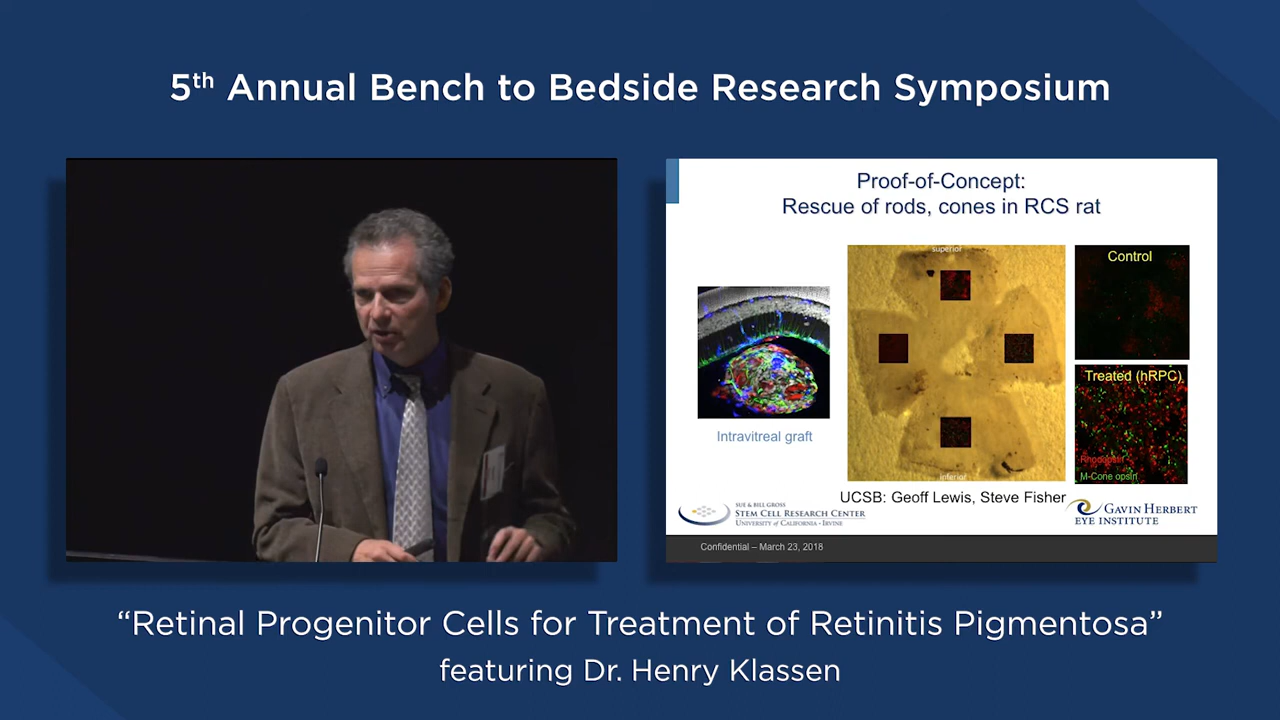 5th Annual Bench to Bedside Research Symposium
Proof-of-Concept:
Rescue of rods, cones in RCS rat
superior
Control
Treated (hRPC)
Intravitreal graft
Rhodopsin
M-Cone opsin
inferior
UCSB: Geoff Lewis, Steve Fisher
SUE & BILL GROSS
STEM CELL RESEARCH CENTER
UNIVERSITY OF CALIFORNIA · IRVINE
GAVIN HERBERT
EYE INSTITUTE
Confidential – March 23, 2018
“Retinal Progenitor Cells for Treatment of Retinitis Pigmentosa”
featuring Dr. Henry Klassen